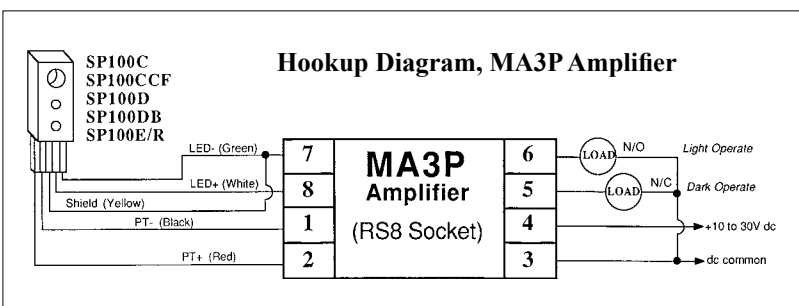 Hookup Diagram, MA3P Amplifier
SP100C
SP100CCF
SP100D
SP100DB
SP100E/R
LED- (Green)
LED+ (White)
Shield (Yellow)
PT- (Black)
PT+ (Red)
7
8
1
2
MA3P
Amplifier
(RS8 Socket)
6
5
4
3
LOAD N/O Light Operate
LOAD N/C Dark Operate
+10 to 30V dc
dc common